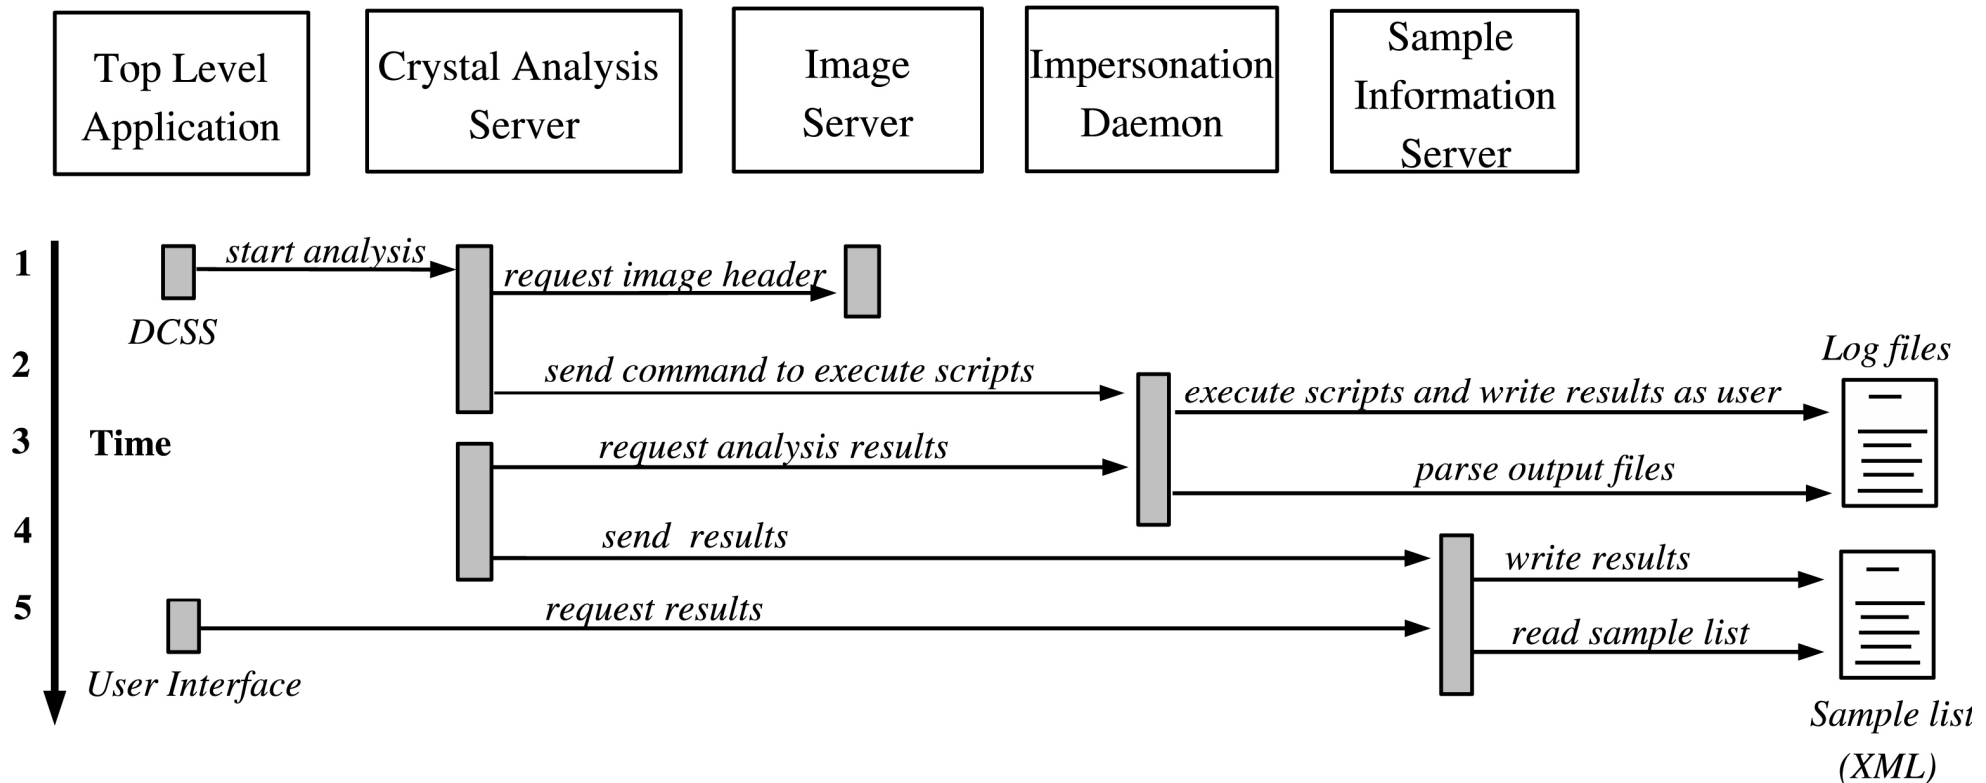 Top Level
Application
Crystal Analysis
Server
Image
Server
Impersonation
Daemon
Sample
Information
Server
1
start analysis
request image header
DCSS
2
send command to execute scripts
execute scripts and write results as user
Log files
3
Time
request analysis results
parse output files
4
send results
write results
5
request results
read sample list
User Interface
Sample list
(XML)